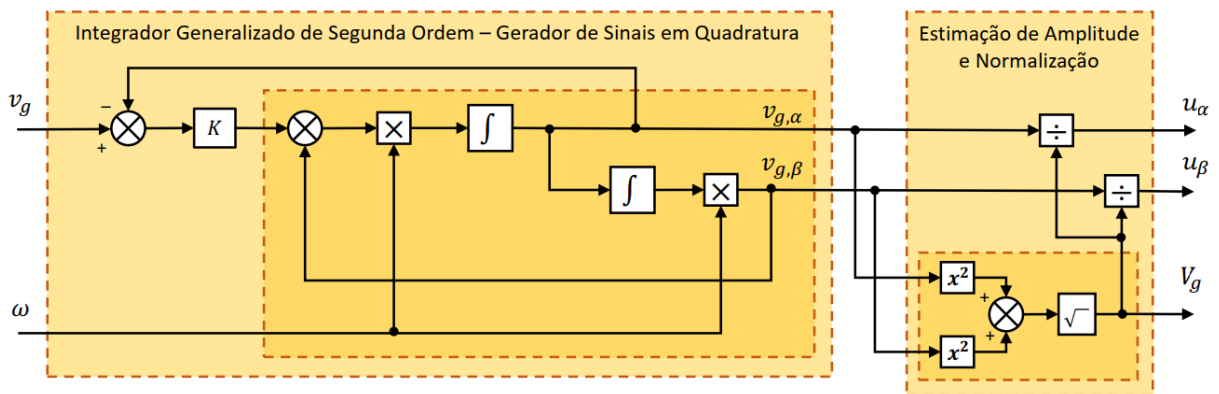 Integrador Generalizado de Segunda Ordem – Gerador de Sinais em Quadratura
Estimação de Amplitude
e Normalização
v_g
−
+
K
×
∫
v_{g,α}
÷
u_α
∫
×
v_{g,β}
÷
u_β
x²
+
√
V_g
+
x²
ω